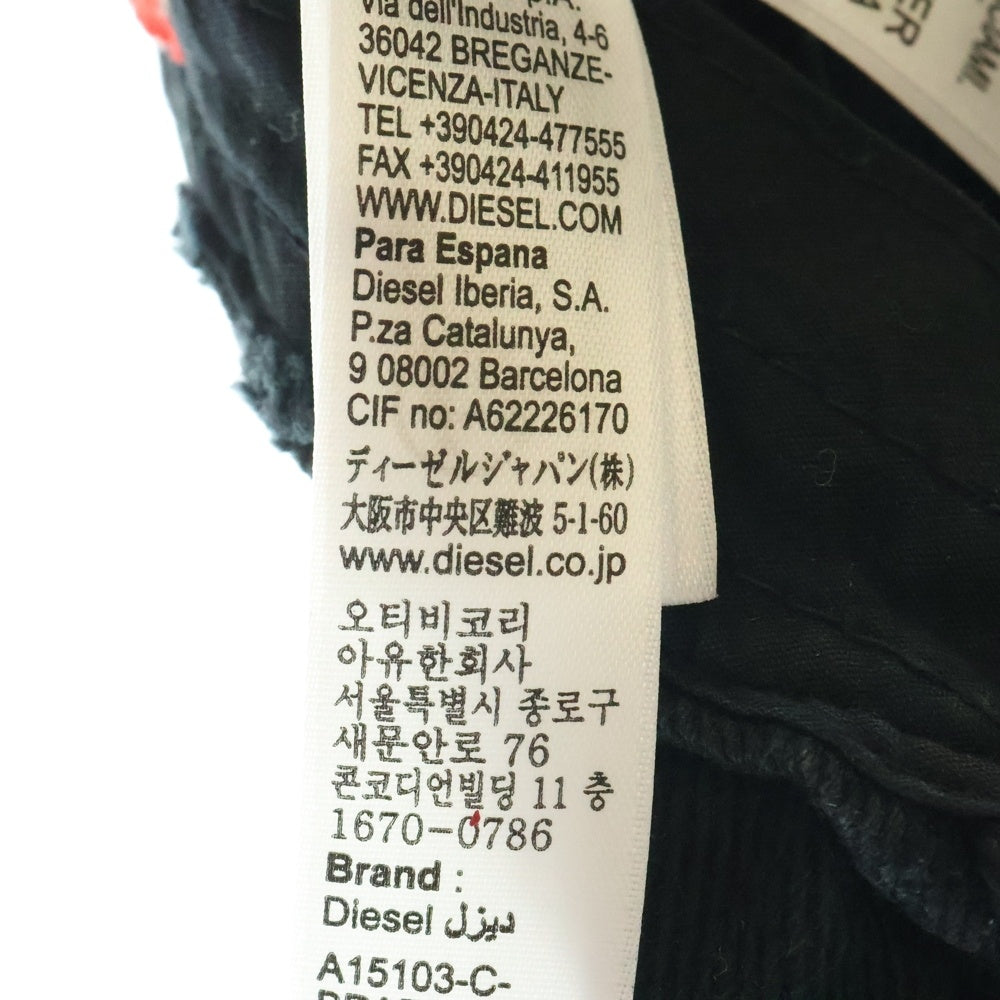 Via dell'Industria, 4-6
36042 BREGANZE-
VICENZA-ITALY
TEL +390424-477555
FAX +390424-411955
WWW.DIESEL.COM
Para Espana
Diesel Iberia, S.A.
P.za Catalunya,
9 08002 Barcelona
CIF no: A62226170
ディーゼルジャパン(株)
大阪市中央区難波 5-1-60
www.diesel.co.jp
오티비코리
아유한회사
서울특별시 종로구
새문안로 76
콘코디언빌딩 11 층
1670-0786
Brand :
Diesel ديزل
A15103-C-